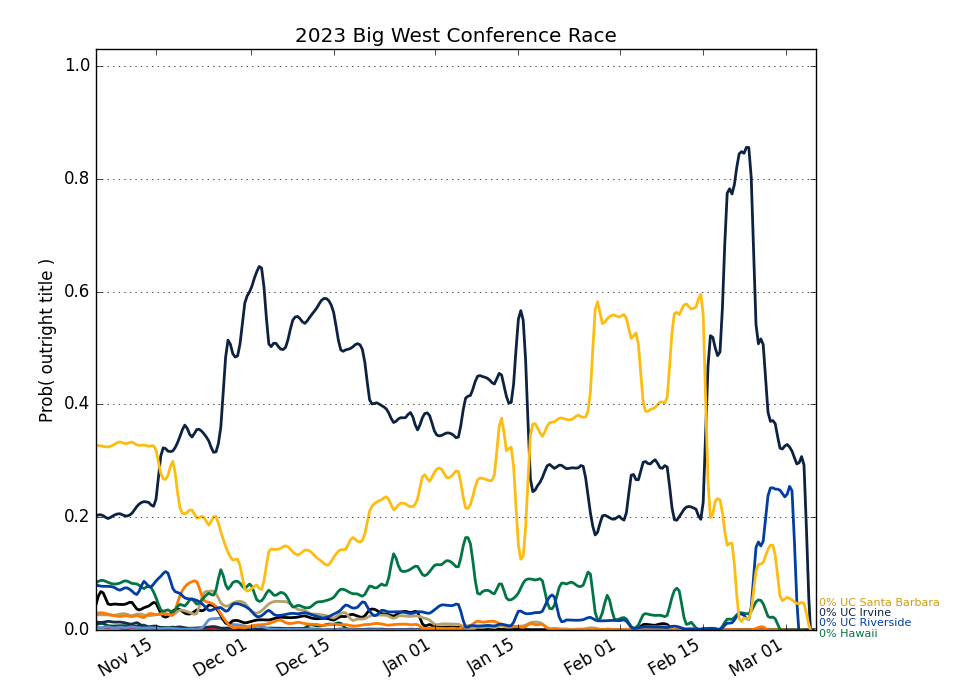 2023 Big West Conference Race
Prob( outright title )
1.0
0.8
0.6
0.4
0.2
0.0
Nov 15
Dec 01
Dec 15
Jan 01
Jan 15
Feb 01
Feb 15
Mar 01
0% UC Santa Barbara
0% UC Irvine
0% UC Riverside
0% Hawaii